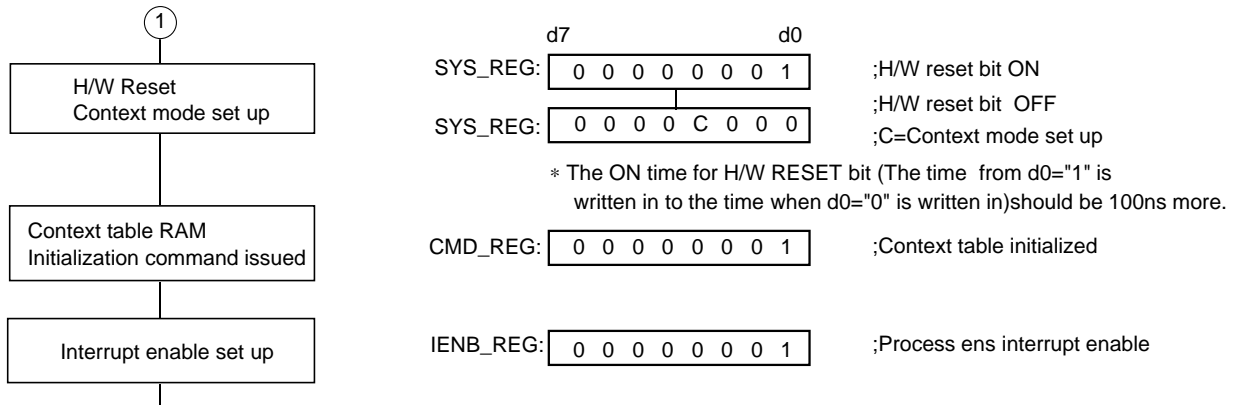 1
d7 d0
H/W Reset
Context mode set up
SYS_REG: 0 0 0 0 0 0 0 1 ;H/W reset bit ON
;H/W reset bit OFF
SYS_REG: 0 0 0 0 C 0 0 0
;C=Context mode set up
* The ON time for H/W RESET bit (The time from d0="1" is
written in to the time when d0="0" is written in)should be 100ns more.
Context table RAM
Initialization command issued
CMD_REG: 0 0 0 0 0 0 0 1 ;Context table initialized
Interrupt enable set up
IENB_REG: 0 0 0 0 0 0 0 1 ;Process ens interrupt enable